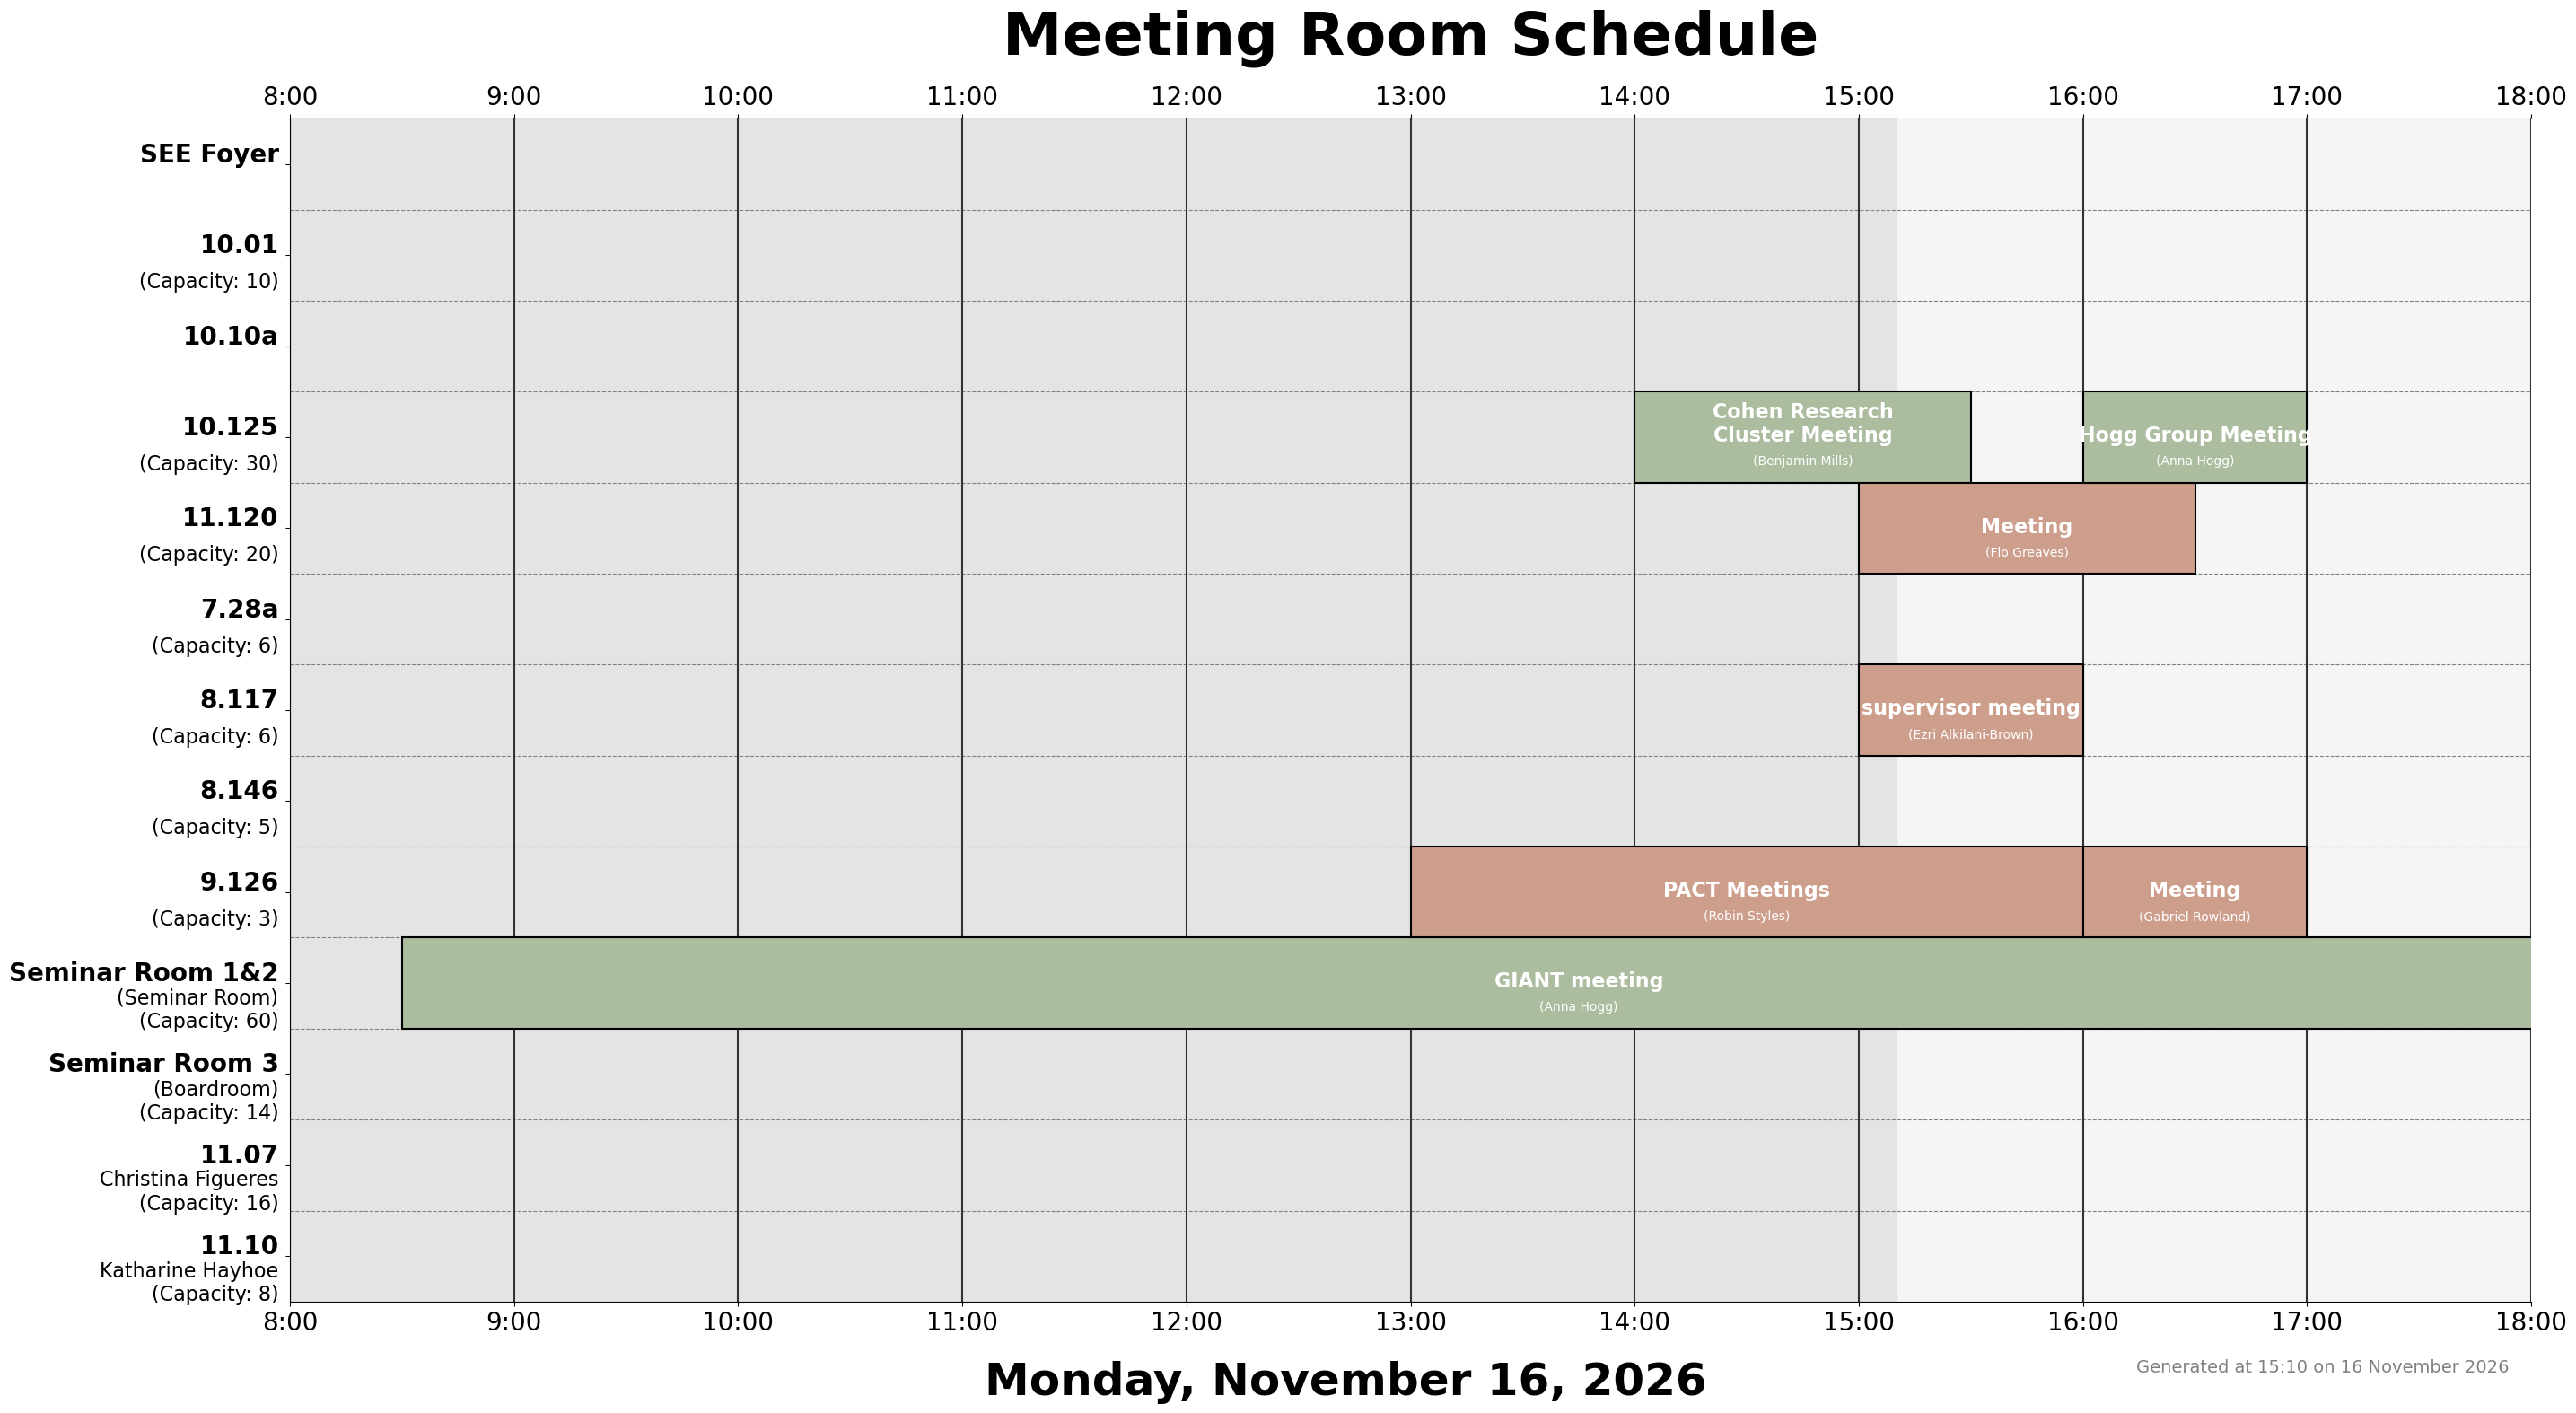 Meeting Room Schedule
8:00 9:00 10:00 11:00 12:00 13:00 14:00 15:00 16:00 17:00 18:00
SEE Foyer
10.01
(Capacity: 10)
10.10a
10.125
(Capacity: 30)
Cohen Research
Cluster Meeting
(Benjamin Mills)
Hogg Group Meeting
(Anna Hogg)
11.120
(Capacity: 20)
Meeting
(Flo Greaves)
7.28a
(Capacity: 6)
8.117
(Capacity: 6)
supervisor meeting
(Ezri Alkilani-Brown)
8.146
(Capacity: 5)
9.126
(Capacity: 3)
PACT Meetings
(Robin Styles)
Meeting
(Gabriel Rowland)
Seminar Room 1&2
(Seminar Room)
(Capacity: 60)
GIANT meeting
(Anna Hogg)
Seminar Room 3
(Boardroom)
(Capacity: 14)
11.07
Christina Figueres
(Capacity: 16)
11.10
Katharine Hayhoe
(Capacity: 8)
8:00 9:00 10:00 11:00 12:00 13:00 14:00 15:00 16:00 17:00 18:00
Monday, November 16, 2026
Generated at 15:10 on 16 November 2026